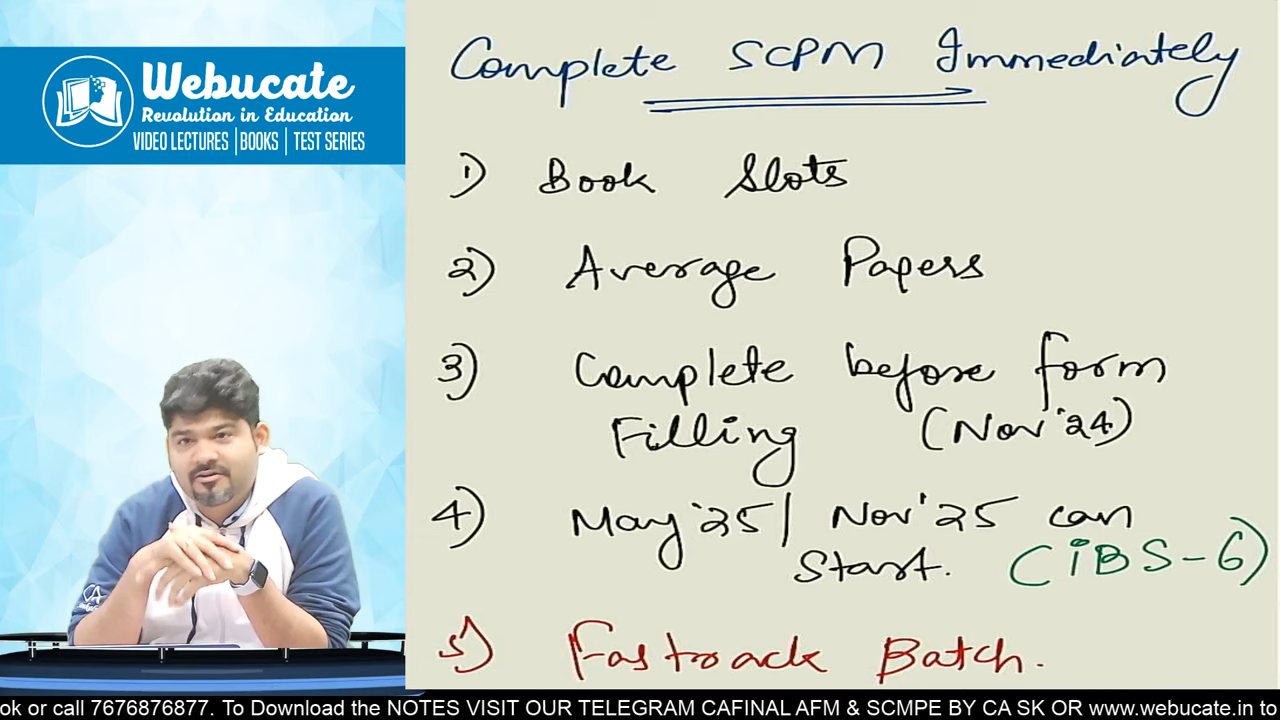 Webucate
Revolution in Education
VIDEO LECTURES | BOOKS | TEST SERIES
Complete SCPM Immediately
1) Book Slots
2) Average Papers
3) Complete before form
Filling (Nov'24)
4) May'25 / Nov'25 can
Start. (iBS-6)
5) Fastrack Batch.
CA
ok or call 7676876877. To Download the NOTES VISIT OUR TELEGRAM CAFINAL AFM & SCMPE BY CA SK OR www.webucate.in to